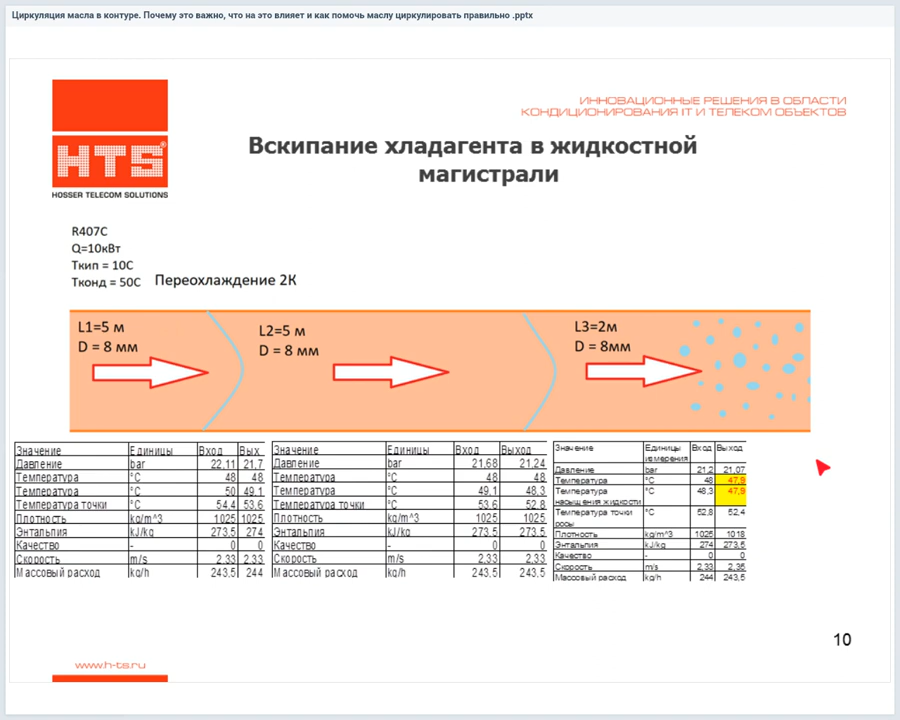 Циркуляция масла в контуре. Почему это важно, что на это влияет и как помочь маслу циркулировать правильно .pptx
ИННОВАЦИОННЫЕ РЕШЕНИЯ В ОБЛАСТИ
КОНДИЦИОНИРОВАНИЯ IT И ТЕЛЕКОМ ОБЪЕКТОВ
HTS®
HOSSER TELECOM SOLUTIONS
Вскипание хладагента в жидкостной
магистрали
R407C
Q=10кВт
Ткип = 10С
Тконд = 50С
Переохлаждение 2К
L1=5 м
D = 8 мм
L2=5 м
D = 8 мм
L3=2м
D = 8мм
Значение Единицы Вход Вых
Давление bar 22,11 21,7
Температура °C 48 48
Температура °C 50 49,1
Температура точки °C 54,4 53,6
Плотность kg/m^3 1025 1025
Энтальпия kJ/kg 273,5 274
Качество - 0 0
Скорость m/s 2,33 2,33
Массовый расход kg/h 243,5 244
Значение Единицы Вход Выход
Давление bar 21,68 21,24
Температура °C 48 48
Температура °C 49,1 48,3
Температура точки °C 53,6 52,8
Плотность kg/m^3 1025 1025
Энтальпия kJ/kg 273,5 273,5
Качество - 0 0
Скорость m/s 2,33 2,33
Массовый расход kg/h 243,5 243,5
Значение Единицы измерения Вход Выход
Давление bar 21,2 21,07
Температура °C 48 47,9
Температура насыщения жидкости °C 48,3 47,9
Температура точки росы °C 52,8 52,4
Плотность kg/m^3 1025 1018
Энтальпия kJ/kg 274 273,5
Качество - 0 0
Скорость m/s 2,33 2,35
Массовый расход kg/h 244 243,5
10
www.h-ts.ru